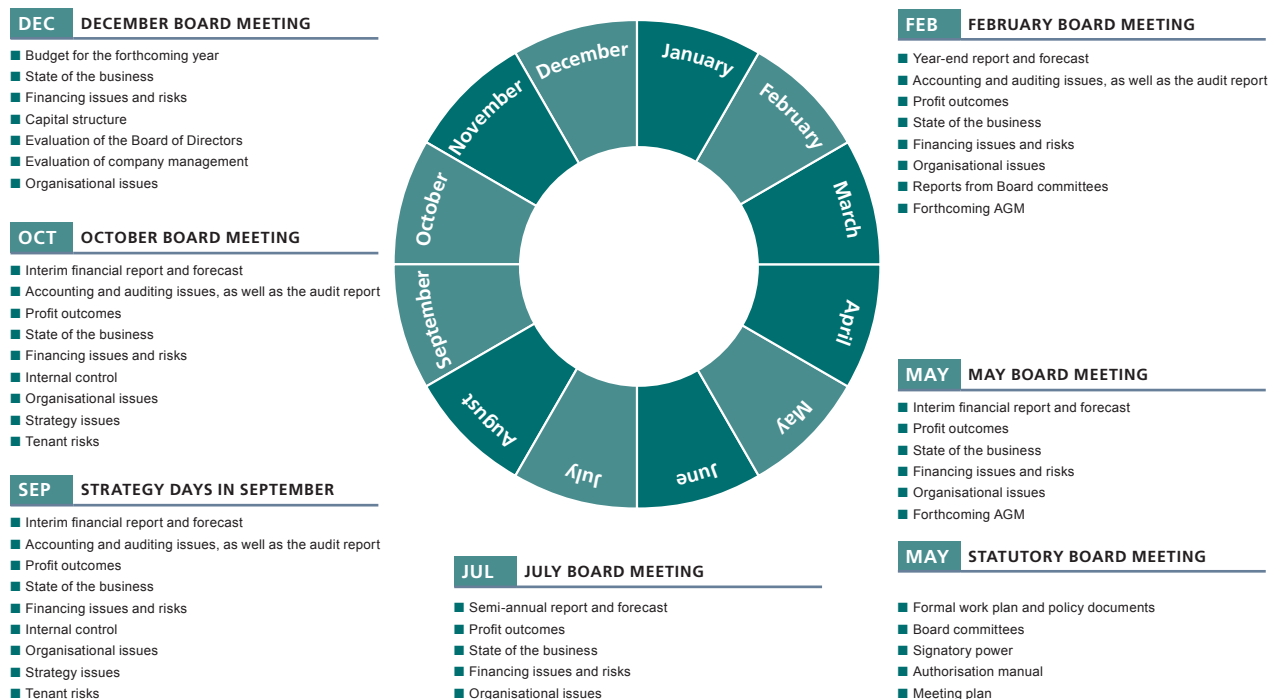 DEC DECEMBER BOARD MEETING
Budget for the forthcoming year
State of the business
Financing issues and risks
Capital structure
Evaluation of the Board of Directors
Evaluation of company management
Organisational issues
OCT OCTOBER BOARD MEETING
Interim financial report and forecast
Accounting and auditing issues, as well as the audit report
Profit outcomes
State of the business
Financing issues and risks
Internal control
Organisational issues
Strategy issues
Tenant risks
SEP STRATEGY DAYS IN SEPTEMBER
Interim financial report and forecast
Accounting and auditing issues, as well as the audit report
Profit outcomes
State of the business
Financing issues and risks
Internal control
Organisational issues
Strategy issues
Tenant risks
January
February
March
April
May
June
July
August
September
October
November
December
JUL JULY BOARD MEETING
Semi-annual report and forecast
Profit outcomes
State of the business
Financing issues and risks
Organisational issues
FEB FEBRUARY BOARD MEETING
Year-end report and forecast
Accounting and auditing issues, as well as the audit report
Profit outcomes
State of the business
Financing issues and risks
Organisational issues
Reports from Board committees
Forthcoming AGM
MAY MAY BOARD MEETING
Interim financial report and forecast
Profit outcomes
State of the business
Financing issues and risks
Organisational issues
Forthcoming AGM
MAY STATUTORY BOARD MEETING
Formal work plan and policy documents
Board committees
Signatory power
Authorisation manual
Meeting plan